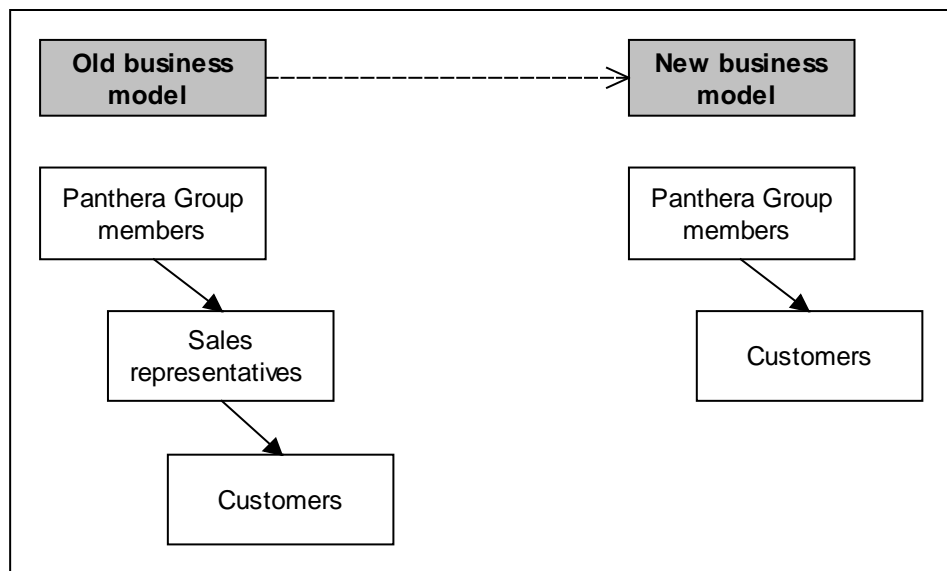 Old business
model
New business
model
Panthera Group
members
Sales
representatives
Customers
Panthera Group
members
Customers